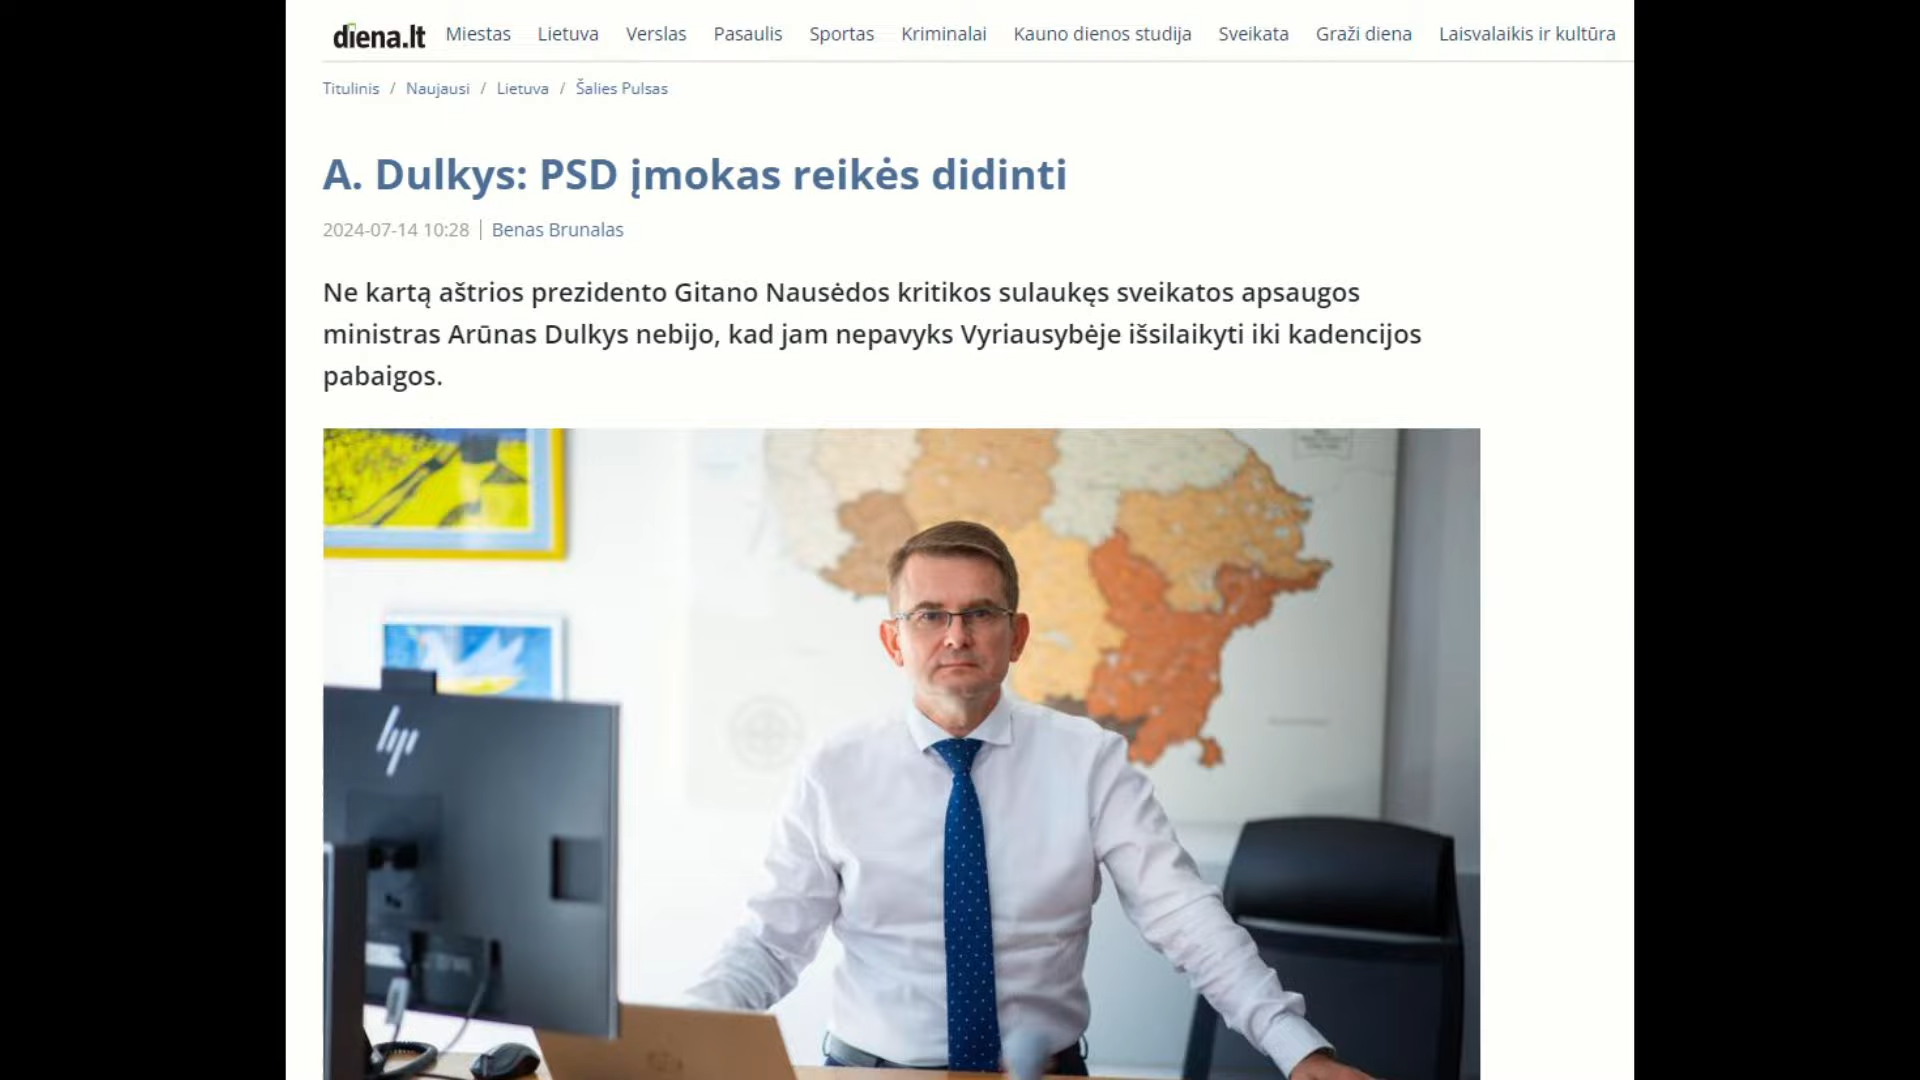 diena.lt Miestas Lietuva Verslas Pasaulis Sportas Kriminalai Kauno dienos studija Sveikata Graži diena Laisvalaikis ir kultūra
Titulinis / Naujausi / Lietuva / Šalies Pulsas
A. Dulkys: PSD įmokas reikės didinti
2024-07-14 10:28 | Benas Brunalas
Ne kartą aštrios prezidento Gitano Nausėdos kritikos sulaukęs sveikatos apsaugos
ministras Arūnas Dulkys nebijo, kad jam nepavyks Vyriausybėje išsilaikyti iki kadencijos
pabaigos.
hp